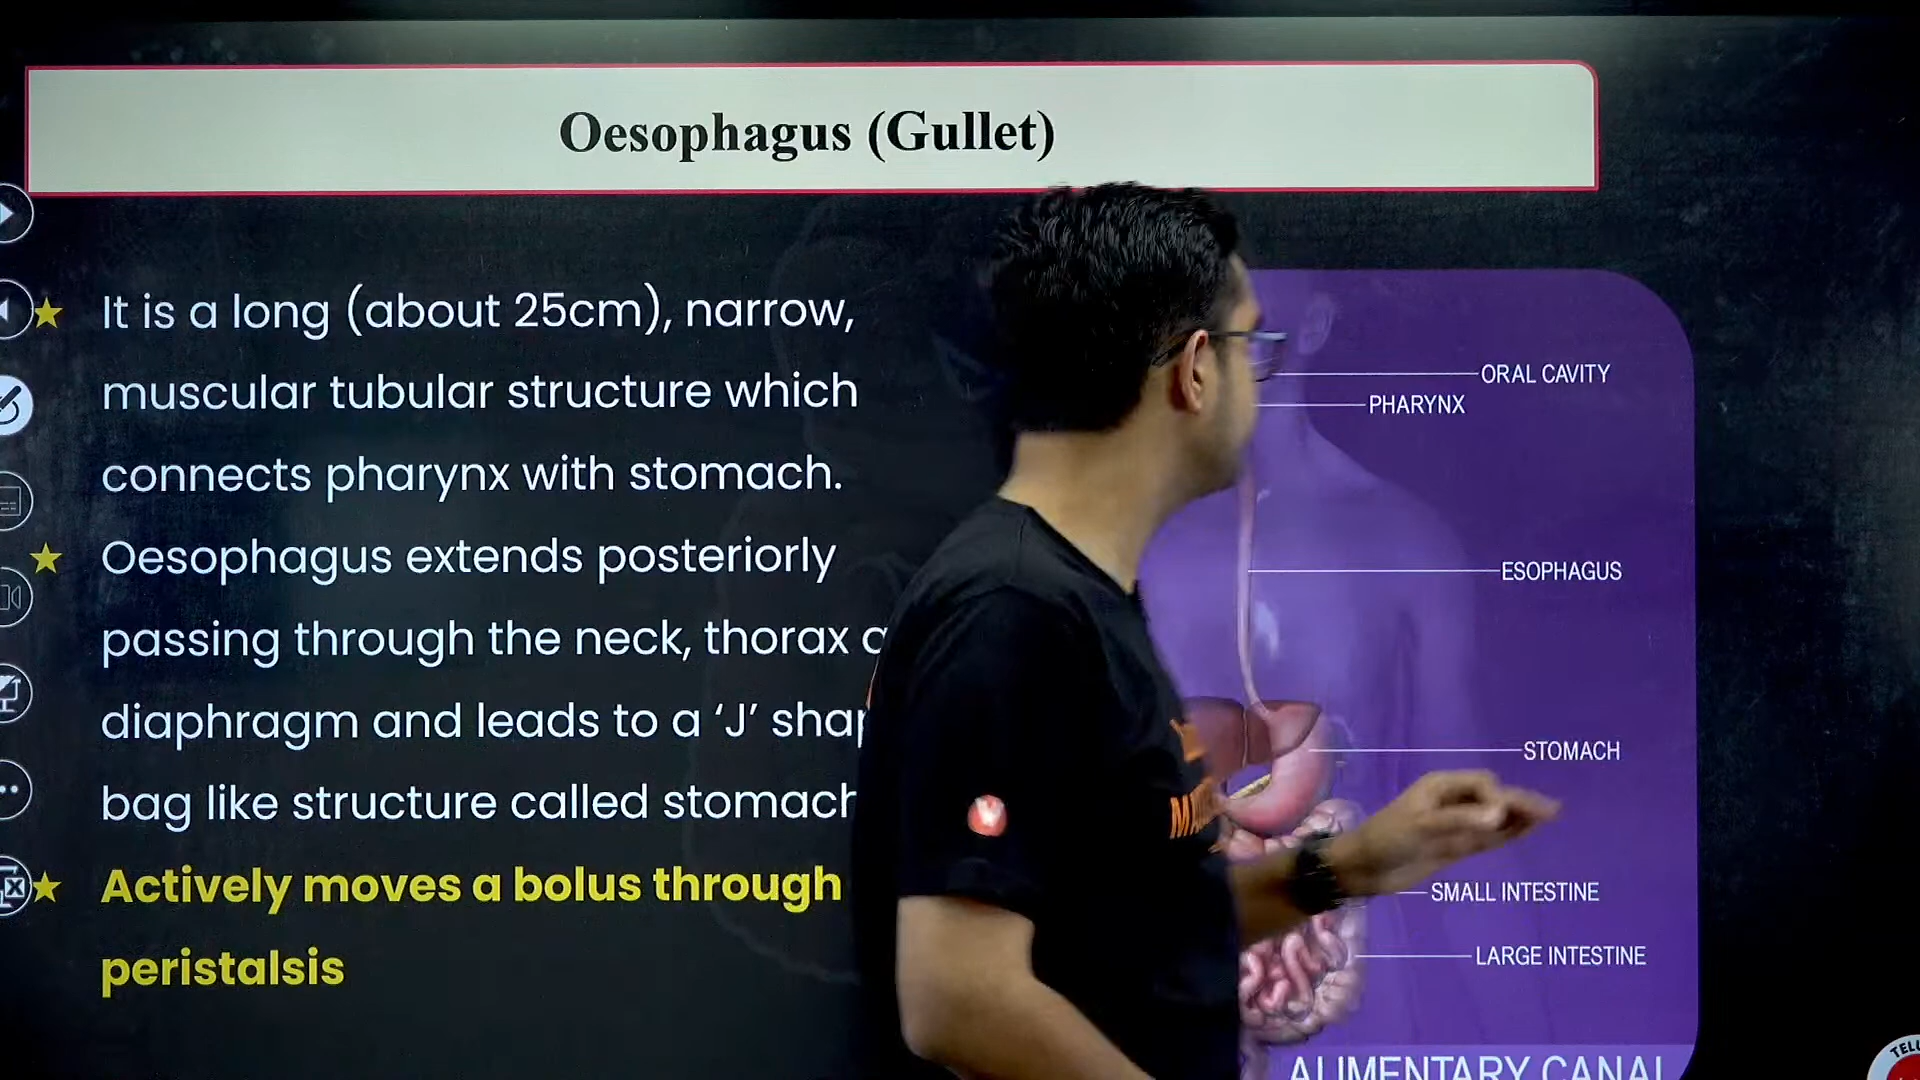 Oesophagus (Gullet)
It is a long (about 25cm), narrow,
muscular tubular structure which
connects pharynx with stomach.
Oesophagus extends posteriorly
passing through the neck, thorax
diaphragm and leads to a ‘J’
bag like structure called
Actively moves a bolus through
peristalsis
ORAL CAVITY
PHARYNX
ESOPHAGUS
STOMACH
SMALL INTESTINE
LARGE INTESTINE
ALIMENTARY CANAL